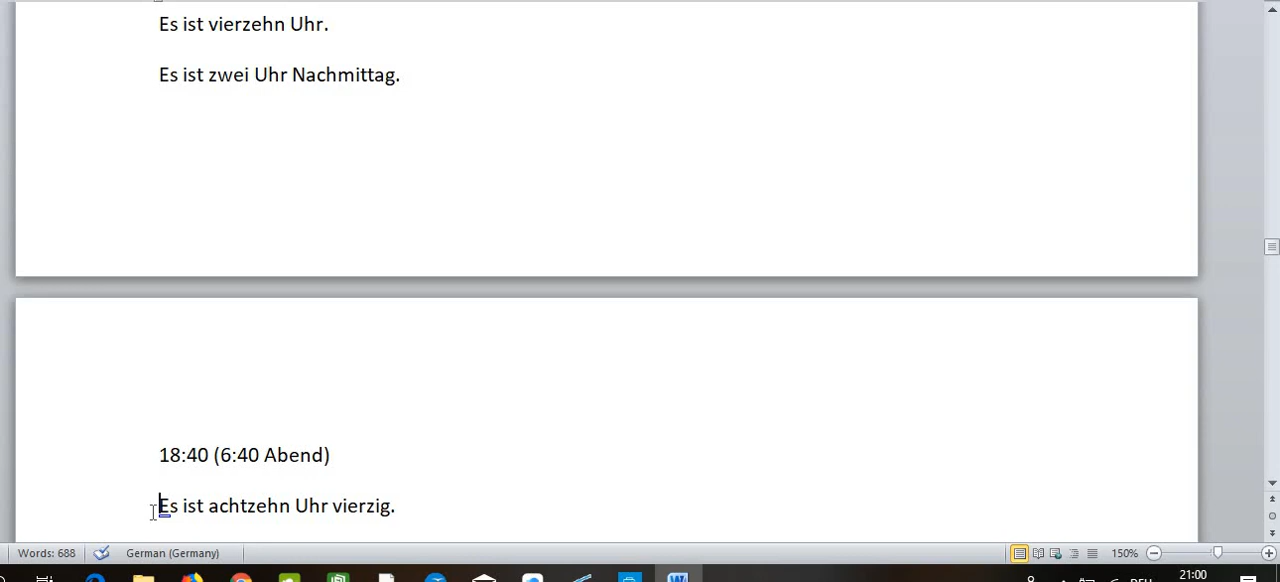 Es ist vierzehn Uhr.
Es ist zwei Uhr Nachmittag.
18:40 (6:40 Abend)
Es ist achtzehn Uhr vierzig.
Words: 688 German (Germany) 150%
21:00